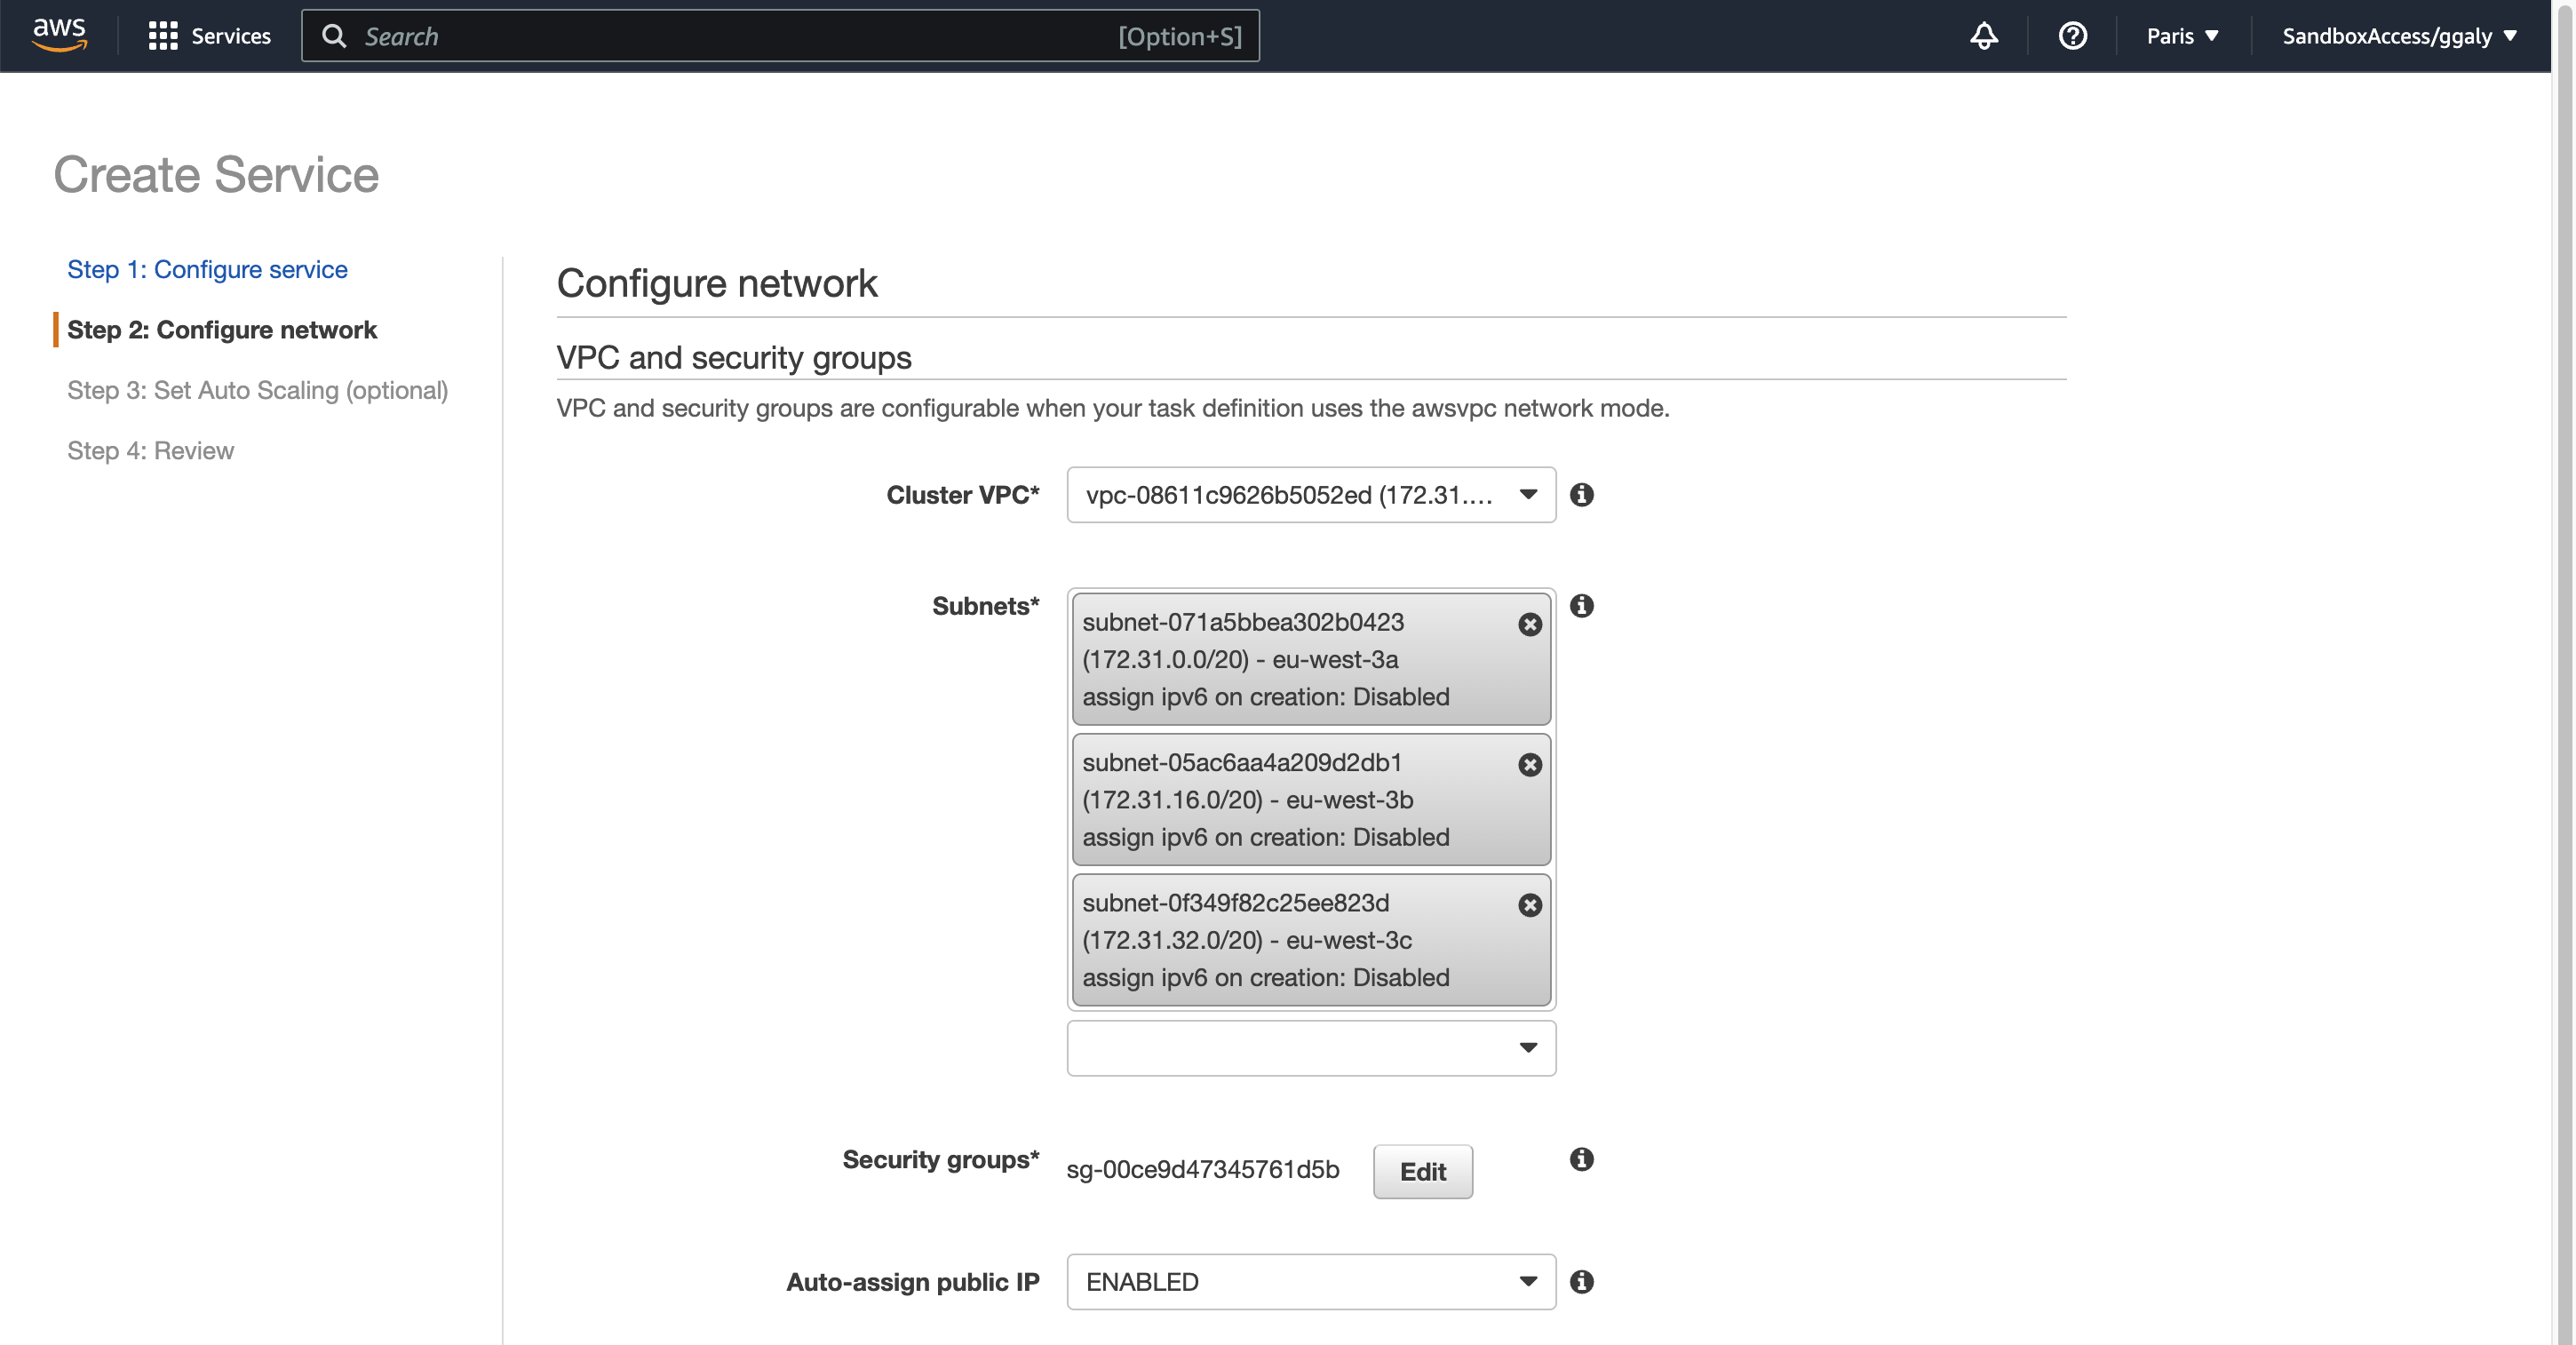 aws
Services
Search
[Option+S]
Paris
SandboxAccess/ggaly
Create Service
Step 1: Configure service
Step 2: Configure network
Step 3: Set Auto Scaling (optional)
Step 4: Review
Configure network
VPC and security groups
VPC and security groups are configurable when your task definition uses the awsvpc network mode.
Cluster VPC*
vpc-08611c9626b5052ed (172.31....
Subnets*
subnet-071a5bbea302b0423
(172.31.0.0/20) - eu-west-3a
assign ipv6 on creation: Disabled
subnet-05ac6aa4a209d2db1
(172.31.16.0/20) - eu-west-3b
assign ipv6 on creation: Disabled
subnet-0f349f82c25ee823d
(172.31.32.0/20) - eu-west-3c
assign ipv6 on creation: Disabled
Security groups*
sg-00ce9d47345761d5b
Edit
Auto-assign public IP
ENABLED